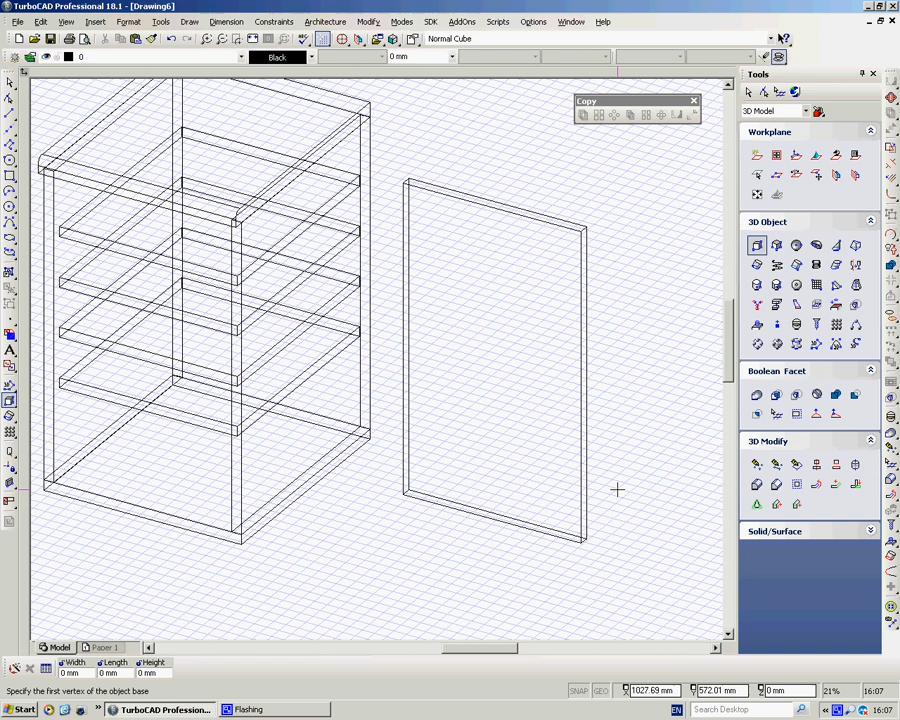 TurboCAD Professional 18.1 - [Drawing6]
File Edit View Insert Format Tools Draw Dimension Constraints Architecture Modify Modes SDK AddOns Scripts Options Window Help
Normal Cube
0 Black 0 mm
Tools
Copy
3D Model
Workplane
3D Object
Boolean Facet
3D Modify
Solid/Surface
Model Paper 1
Width Length Height
0 mm 0 mm 0 mm
Specify the first vertex of the object base
SNAP GEO X 1027.69 mm Y 572.01 mm Z 0 mm 21% 16:07
Start TurboCAD Profession... Flashing EN Search Desktop 16:07